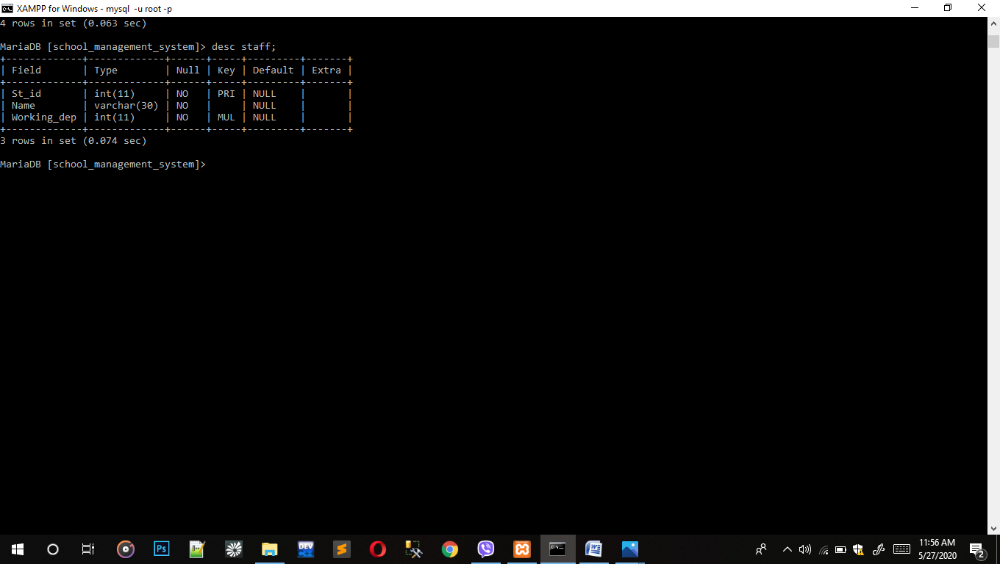 XAMPP for Windows - mysql  -u root -p
4 rows in set (0.063 sec)
MariaDB [school_management_system]> desc staff;
+-------------+-------------+------+-----+---------+-------+
| Field       | Type        | Null | Key | Default | Extra |
+-------------+-------------+------+-----+---------+-------+
| St_id       | int(11)     | NO   | PRI | NULL    |       |
| Name        | varchar(30) | NO   |     | NULL    |       |
| Working_dep | int(11)     | NO   | MUL | NULL    |       |
+-------------+-------------+------+-----+---------+-------+
3 rows in set (0.074 sec)
MariaDB [school_management_system]>
Ps
DEV
11:56 AM
5/27/2020
2